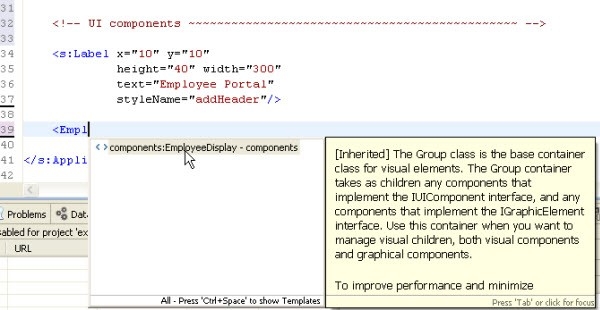 31
32 <!-- UI components ~~~~~~~~~~~~~~~~~~~~~~~~~~~~~~~~~~~~~~~~~~~~~~ -->
33
34 <s:Label x="10" y="10"
35 height="40" width="300"
36 text="Employee Portal"
37 styleName="addHeader"/>
38
39 <Empl
40
41 </s:Appli
42
<> components:EmployeeDisplay - components
All - Press 'Ctrl+Space' to show Templates
[Inherited] The Group class is the base container
class for visual elements. The Group container
takes as children any components that
implement the IUIComponent interface, and any
components that implement the IGraphicElement
interface. Use this container when you want to
manage visual children, both visual components
and graphical components.
To improve performance and minimize
Press 'Tab' or click for focus
Problems
Data
sabled for project 'ex
URL